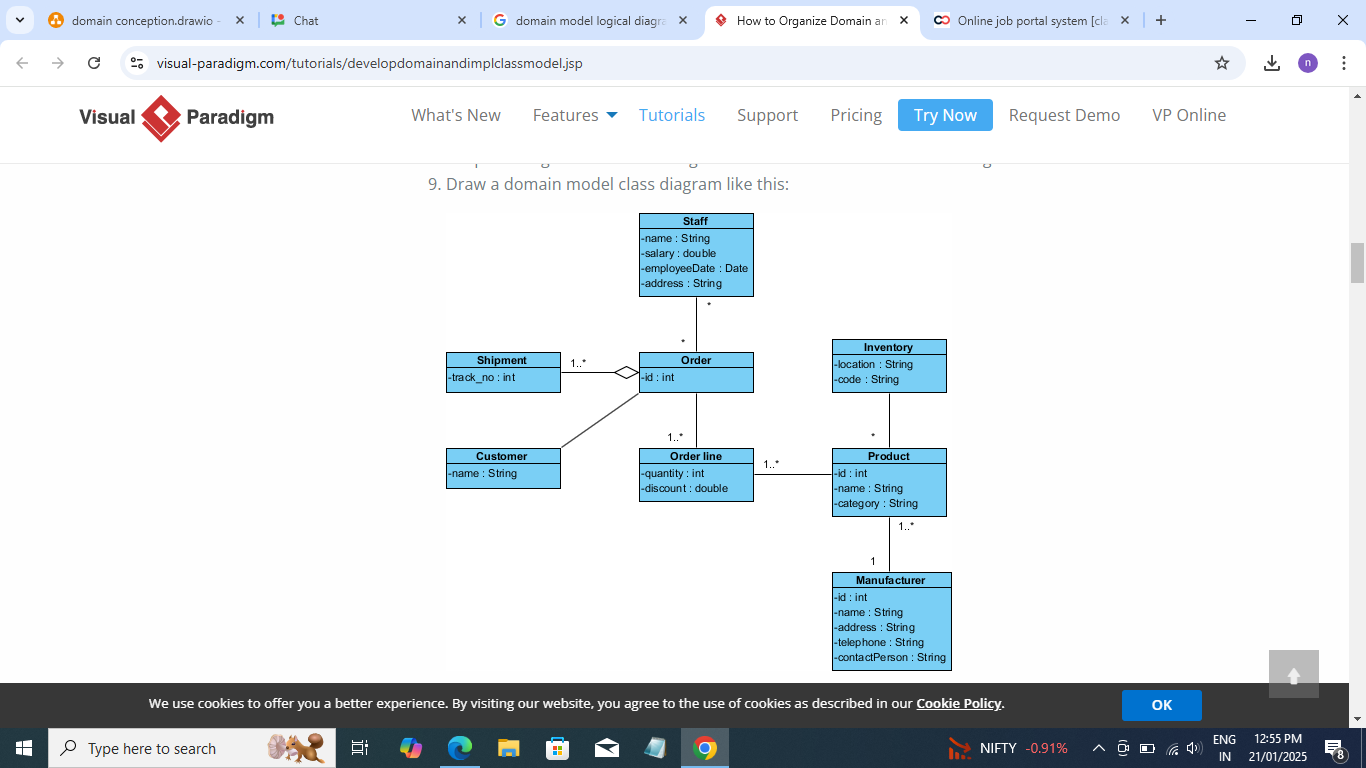 domain conception.drawio -
Chat
domain model logical diagra
How to Organize Domain an
Online job portal system [cla
visual-paradigm.com/tutorials/developdomainandimplclassmodel.jsp
n
Visual Paradigm
What's New
Features
Tutorials
Support
Pricing
Try Now
Request Demo
VP Online
9. Draw a domain model class diagram like this:
Staff
-name : String
-salary : double
-employeeDate : Date
-address : String
*
*
Shipment
-track_no : int
1..*
Order
-id : int
Inventory
-location : String
-code : String
1..*
*
Customer
-name : String
Order line
-quantity : int
-discount : double
1..*
Product
-id : int
-name : String
-category : String
1..*
1
Manufacturer
-id : int
-name : String
-address : String
-telephone : String
-contactPerson : String
We use cookies to offer you a better experience. By visiting our website, you agree to the use of cookies as described in our Cookie Policy.
OK
Type here to search
NIFTY -0.91%
ENG
IN
12:55 PM
21/01/2025
8